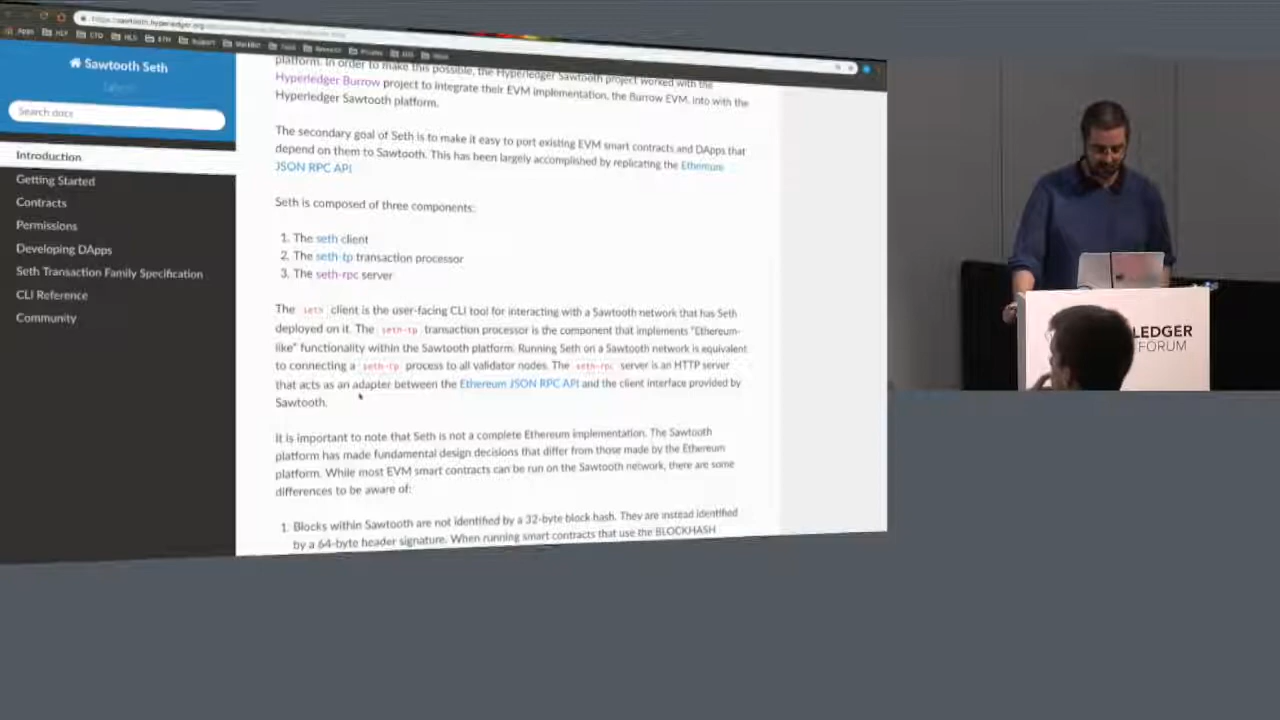 https://sawtooth.hyperledger.org
Apps
Support
Sawtooth Seth
Search docs
Introduction
Getting Started
Contracts
Permissions
Developing DApps
Seth Transaction Family Specification
CLI Reference
Community
platform. In order to make this possible, the Hyperledger Sawtooth project worked with the
Hyperledger Burrow project to integrate their EVM implementation, the Burrow EVM, into with the
Hyperledger Sawtooth platform.
The secondary goal of Seth is to make it easy to port existing EVM smart contracts and DApps that
depend on them to Sawtooth. This has been largely accomplished by replicating the Ethereum
JSON RPC API
Seth is composed of three components:
1. The seth client
2. The seth-tp transaction processor
3. The seth-rpc server
The seth client is the user-facing CLI tool for interacting with a Sawtooth network that has Seth
deployed on it. The seth-tp transaction processor is the component that implements "Ethereum-
like" functionality within the Sawtooth platform. Running Seth on a Sawtooth network is equivalent
to connecting a seth-tp process to all validator nodes. The seth-rpc server is an HTTP server
that acts as an adapter between the Ethereum JSON RPC API and the client interface provided by
Sawtooth.
It is important to note that Seth is not a complete Ethereum implementation. The Sawtooth
platform has made fundamental design decisions that differ from those made by the Ethereum
platform. While most EVM smart contracts can be run on the Sawtooth network, there are some
differences to be aware of:
1. Blocks within Sawtooth are not identified by a 32-byte block hash. They are instead identified
by a 64-byte header signature. When running smart contracts that use the BLOCKHASH
LEDGER
FORUM